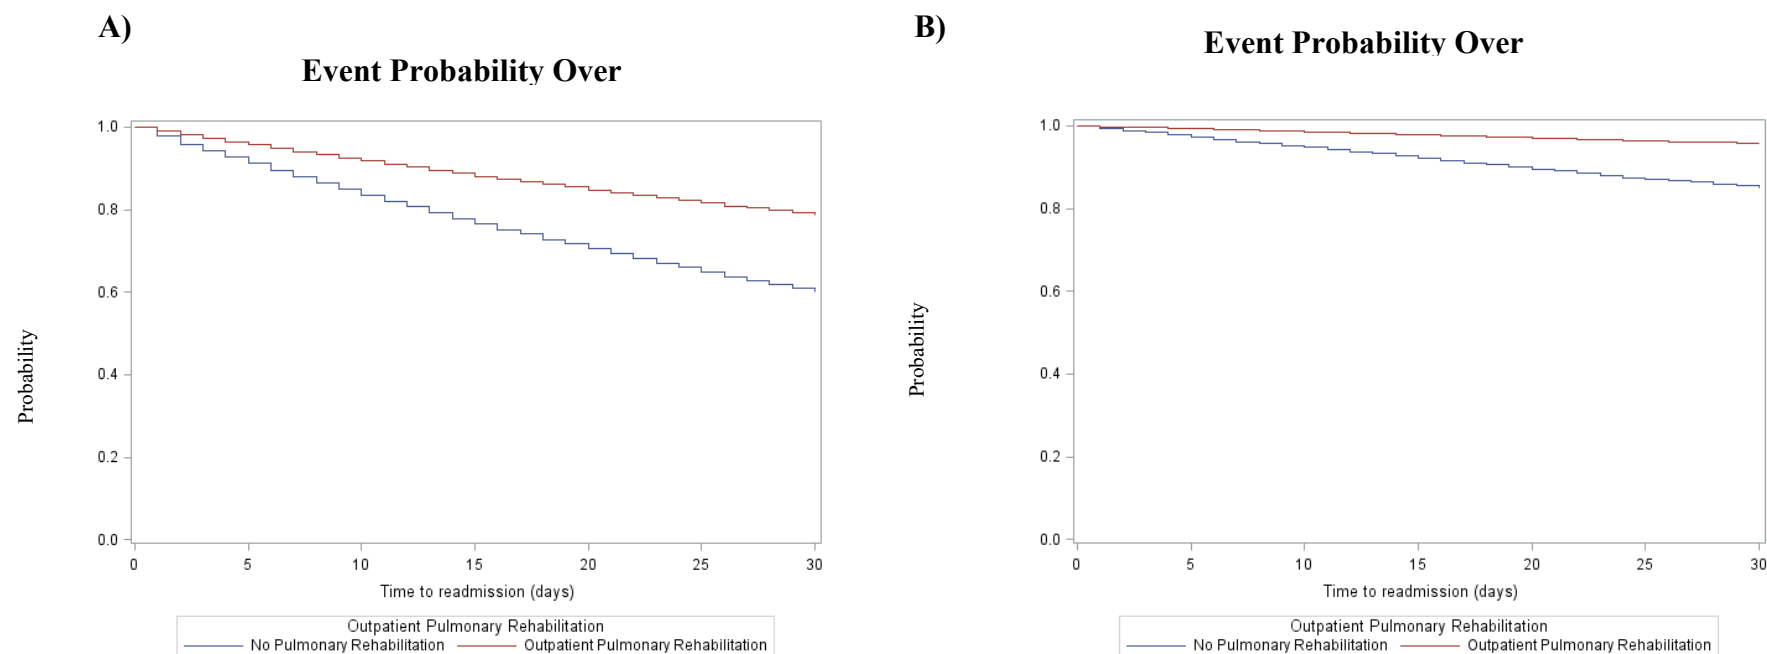 A)
Event Probability Over
1.0
0.8
0.6
0.4
0.2
0.0
Probability
0 5 10 15 20 25 30
Time to readmission (days)
Outpatient Pulmonary Rehabilitation
No Pulmonary Rehabilitation Outpatient Pulmonary Rehabilitation
B)
Event Probability Over
1.0
0.8
0.6
0.4
0.2
0.0
Probability
0 5 10 15 20 25 30
Time to readmission (days)
Outpatient Pulmonary Rehabilitation
No Pulmonary Rehabilitation Outpatient Pulmonary Rehabilitation